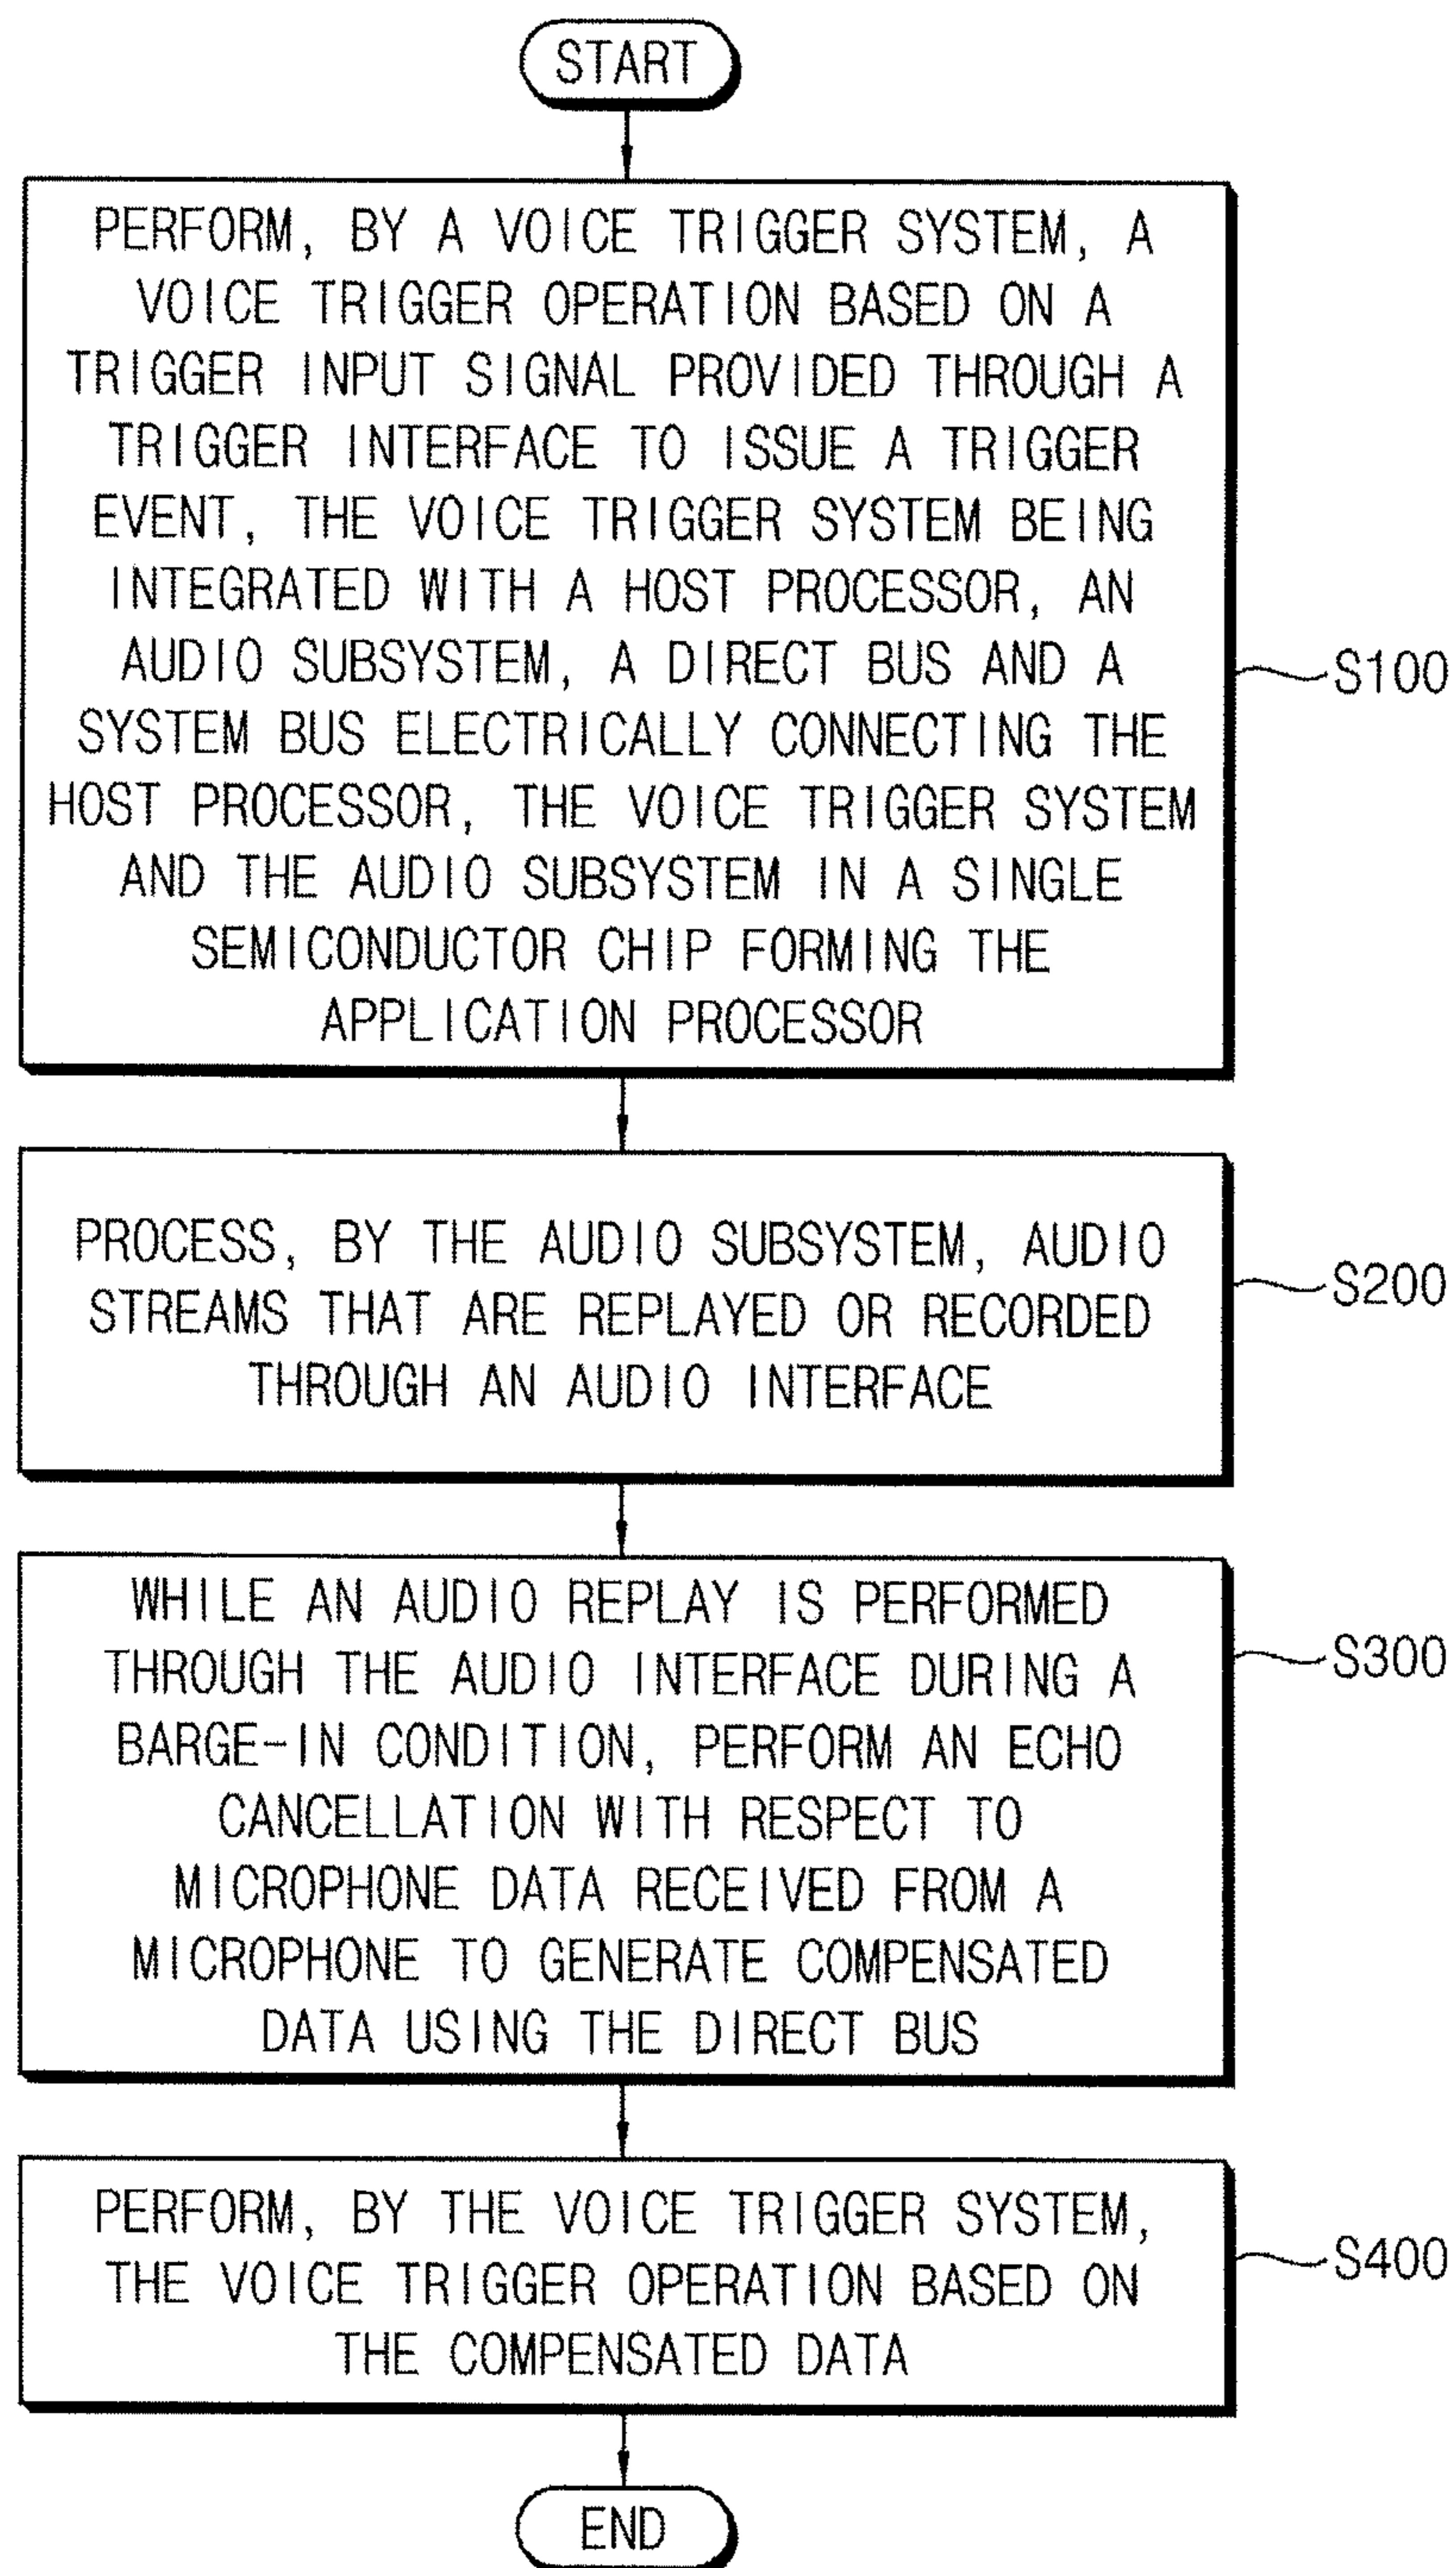 START
PERFORM, BY A VOICE TRIGGER SYSTEM, A
VOICE TRIGGER OPERATION BASED ON A
TRIGGER INPUT SIGNAL PROVIDED THROUGH A
TRIGGER INTERFACE TO ISSUE A TRIGGER
EVENT, THE VOICE TRIGGER SYSTEM BEING
INTEGRATED WITH A HOST PROCESSOR, AN
AUDIO SUBSYSTEM, A DIRECT BUS AND A
SYSTEM BUS ELECTRICALLY CONNECTING THE
HOST PROCESSOR, THE VOICE TRIGGER SYSTEM
AND THE AUDIO SUBSYSTEM IN A SINGLE
SEMICONDUCTOR CHIP FORMING THE
APPLICATION PROCESSOR
S100
PROCESS, BY THE AUDIO SUBSYSTEM, AUDIO
STREAMS THAT ARE REPLAYED OR RECORDED
THROUGH AN AUDIO INTERFACE
S200
WHILE AN AUDIO REPLAY IS PERFORMED
THROUGH THE AUDIO INTERFACE DURING A
BARGE-IN CONDITION, PERFORM AN ECHO
CANCELLATION WITH RESPECT TO
MICROPHONE DATA RECEIVED FROM A
MICROPHONE TO GENERATE COMPENSATED
DATA USING THE DIRECT BUS
S300
PERFORM, BY THE VOICE TRIGGER SYSTEM,
THE VOICE TRIGGER OPERATION BASED ON
THE COMPENSATED DATA
S400
END